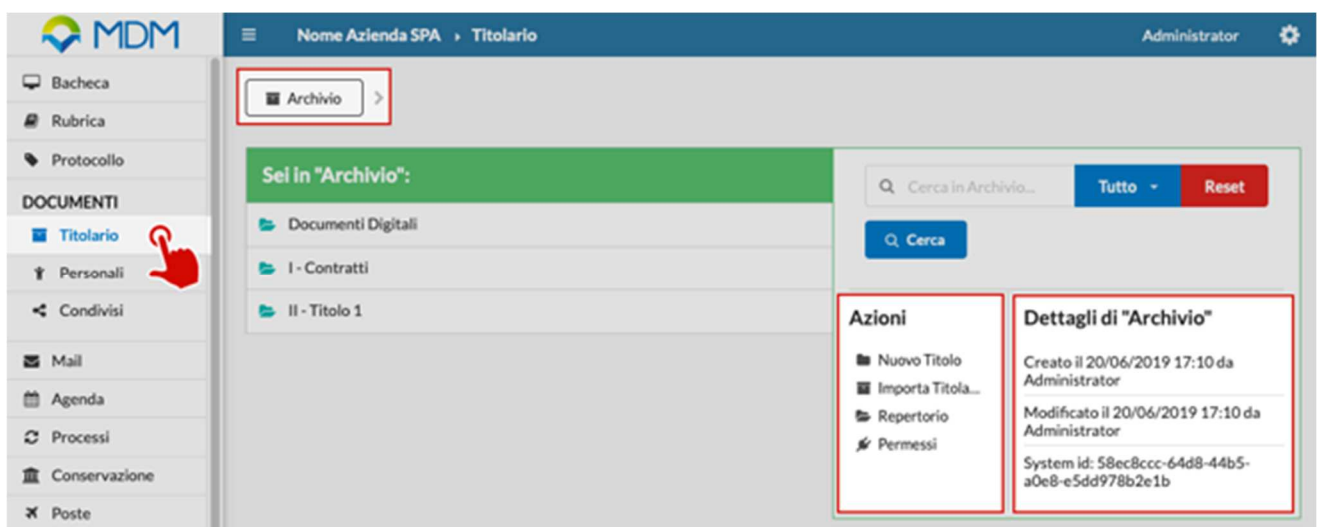 MDM
Nome Azienda SPA › Titolario
Administrator
Bacheca
Rubrica
Protocollo
DOCUMENTI
Titolario
Personali
Condivisi
Mail
Agenda
Processi
Conservazione
Poste
Archivio >
Sei in "Archivio":
Documenti Digitali
I - Contratti
II - Titolo 1
Cerca in Archivio...
Tutto
Reset
Cerca
Azioni
Nuovo Titolo
Importa Titola...
Repertorio
Permessi
Dettagli di "Archivio"
Creato il 20/06/2019 17:10 da
Administrator
Modificato il 20/06/2019 17:10 da
Administrator
System id: 58ec8ccc-64d8-44b5-
a0e8-e5dd978b2e1b